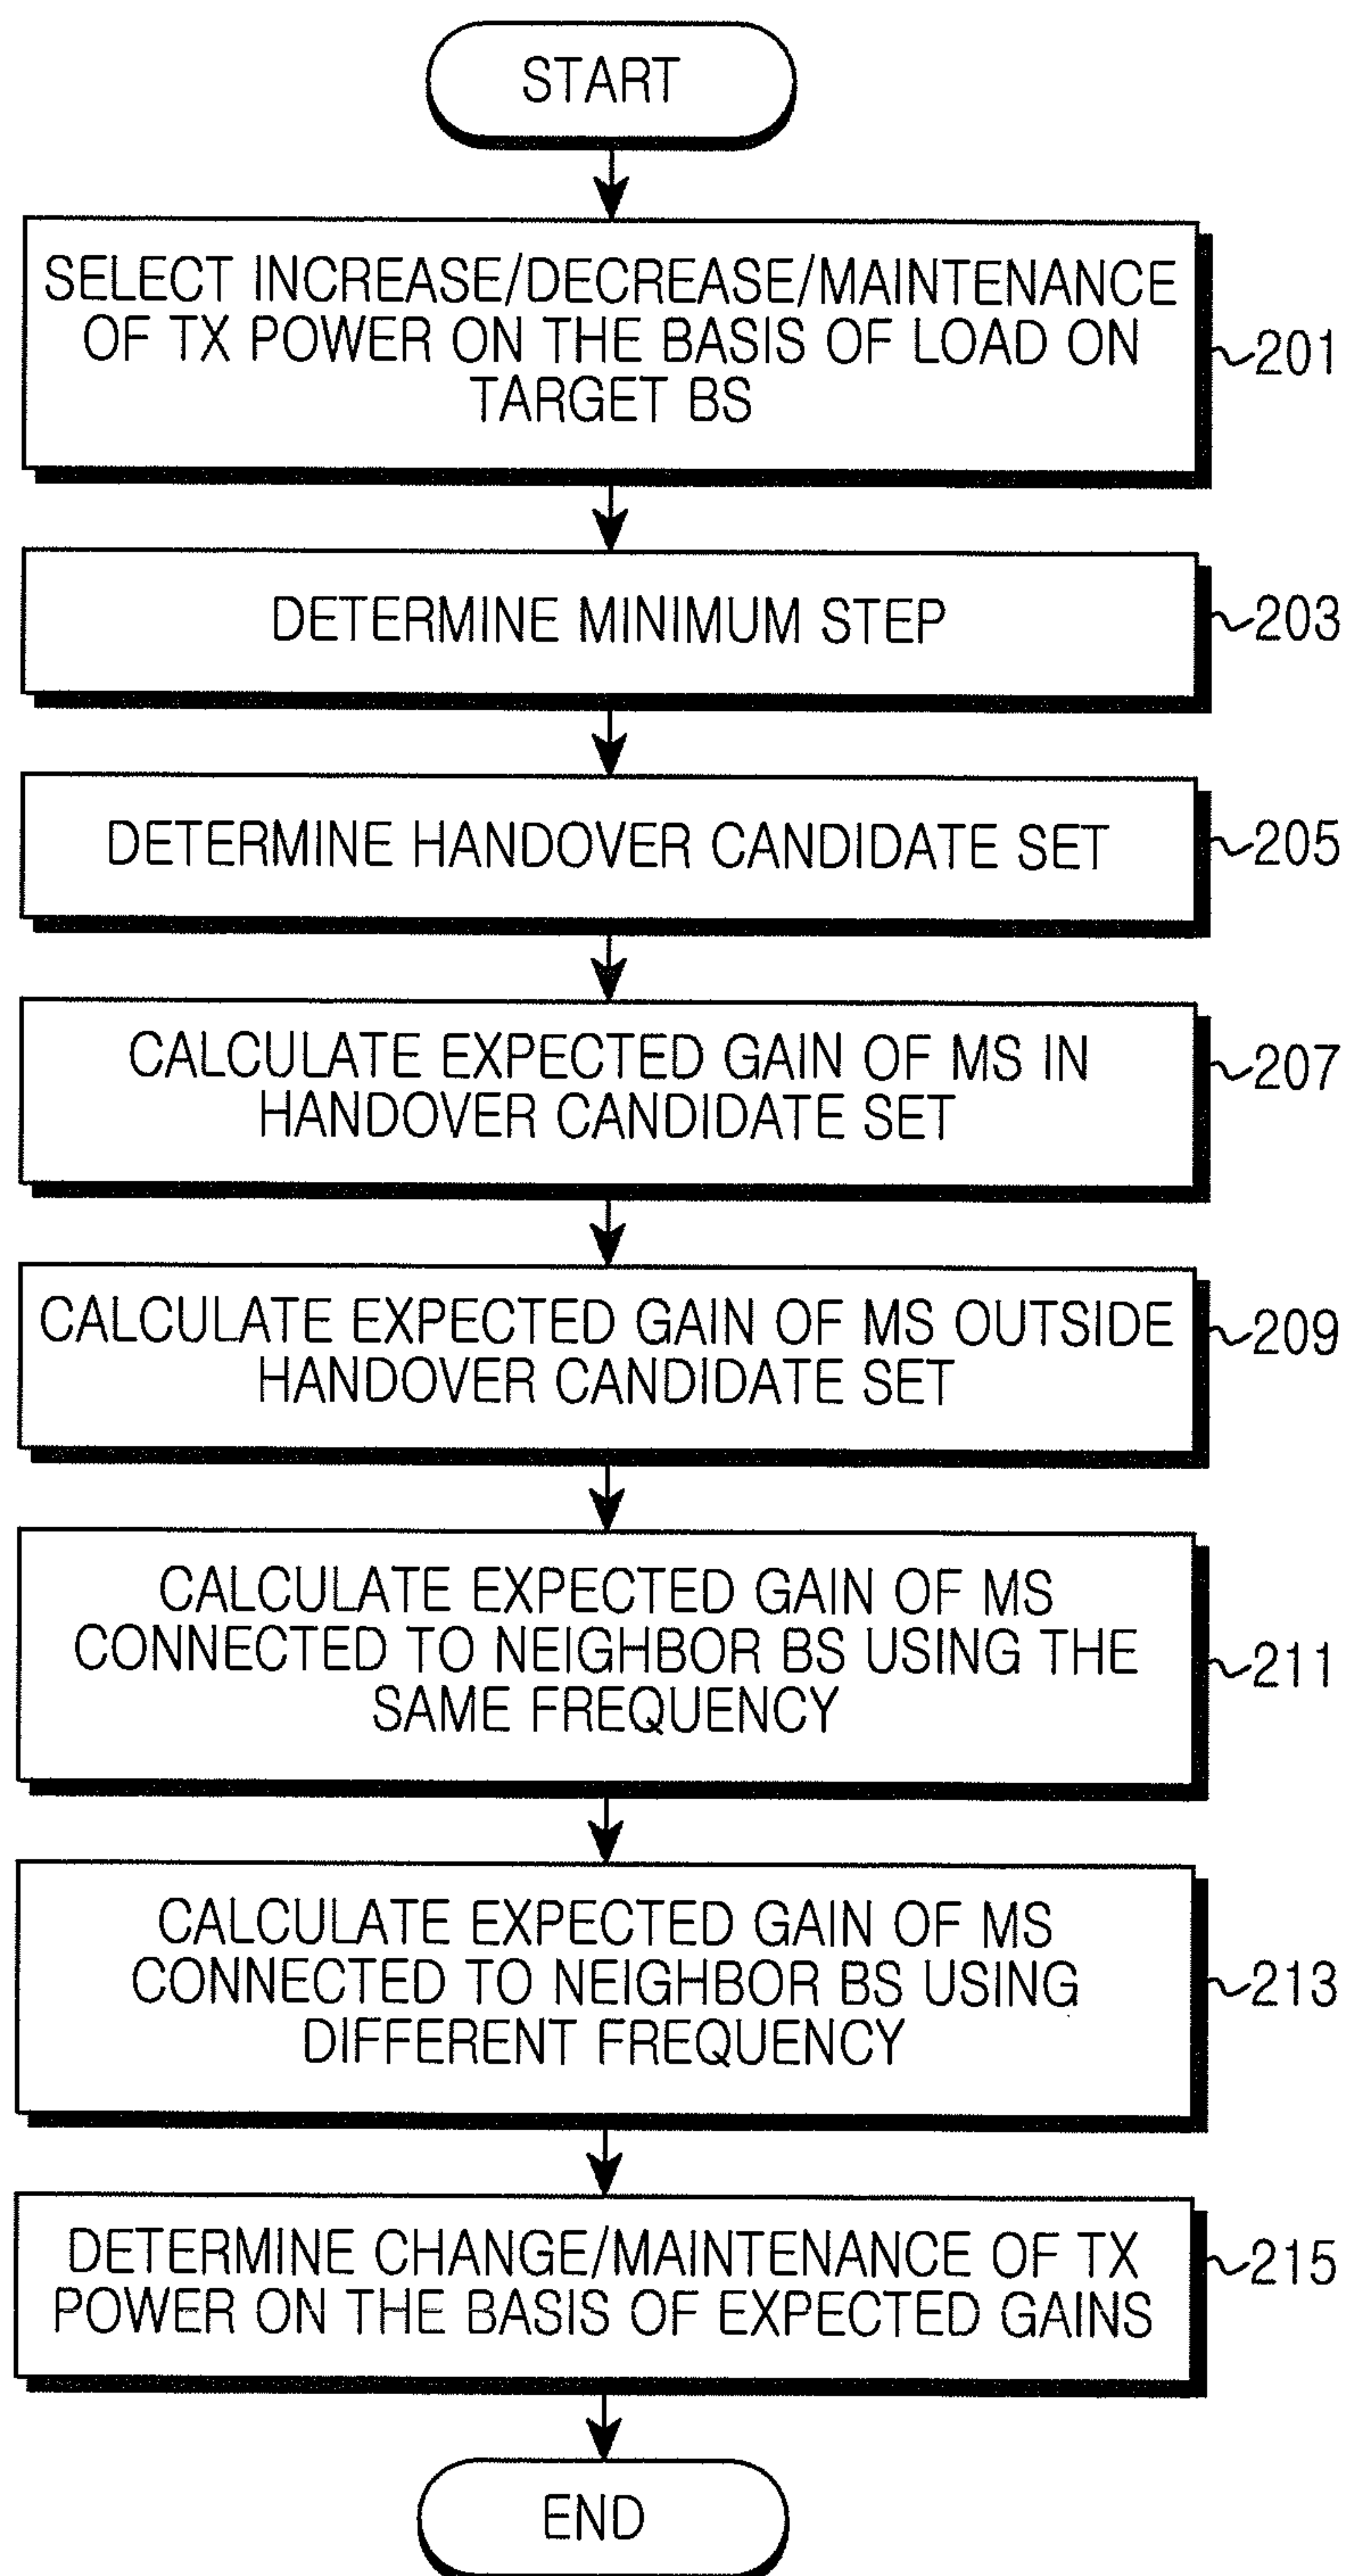 START
SELECT INCREASE/DECREASE/MAINTENANCE
OF TX POWER ON THE BASIS OF LOAD ON
TARGET BS
201
DETERMINE MINIMUM STEP
203
DETERMINE HANDOVER CANDIDATE SET
205
CALCULATE EXPECTED GAIN OF MS IN
HANDOVER CANDIDATE SET
207
CALCULATE EXPECTED GAIN OF MS OUTSIDE
HANDOVER CANDIDATE SET
209
CALCULATE EXPECTED GAIN OF MS
CONNECTED TO NEIGHBOR BS USING THE
SAME FREQUENCY
211
CALCULATE EXPECTED GAIN OF MS
CONNECTED TO NEIGHBOR BS USING
DIFFERENT FREQUENCY
213
DETERMINE CHANGE/MAINTENANCE OF TX
POWER ON THE BASIS OF EXPECTED GAINS
215
END